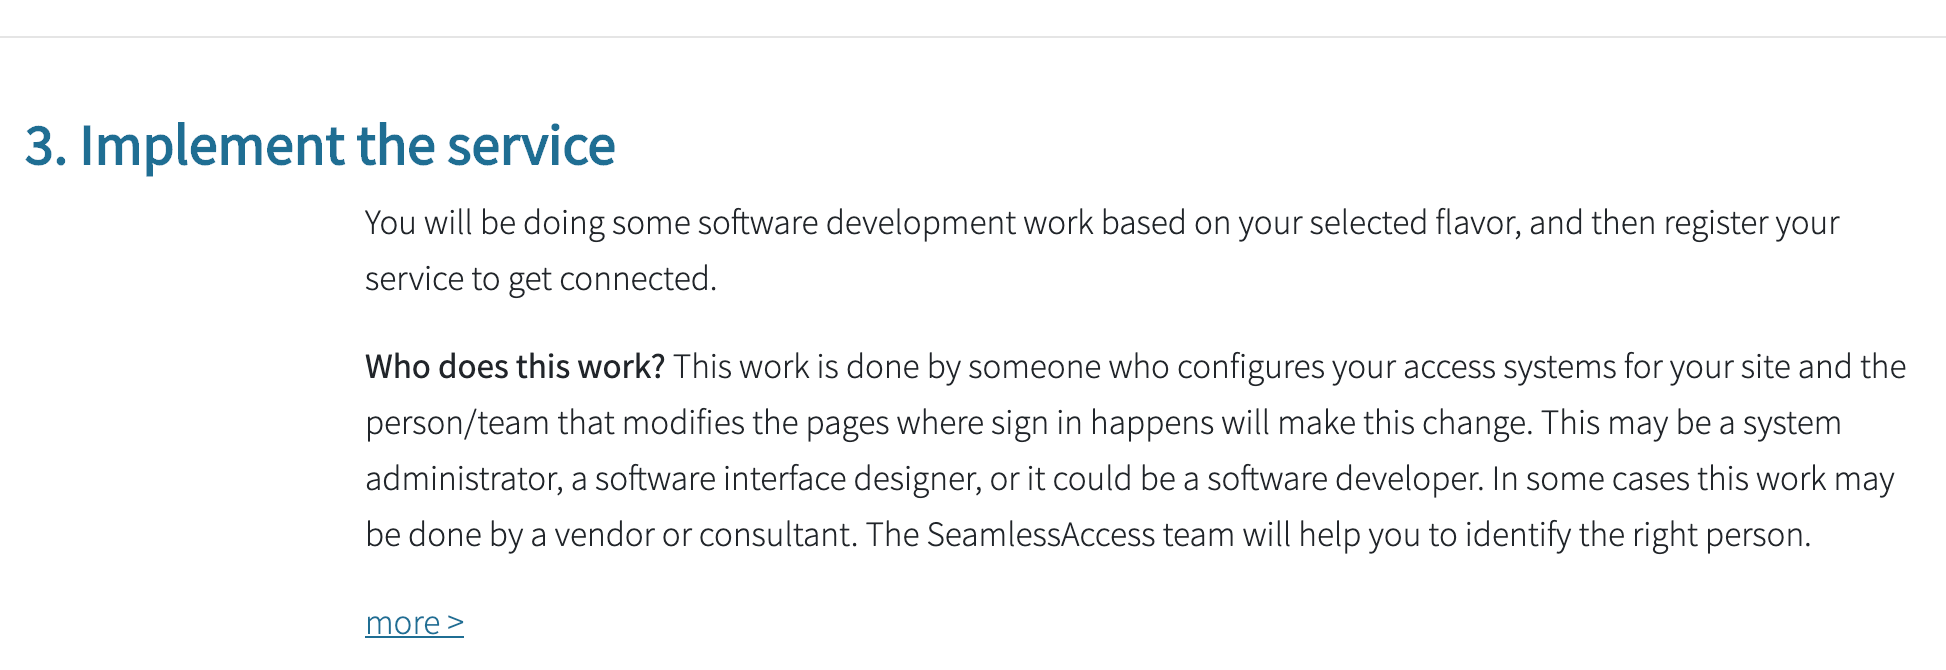 3. Implement the service
You will be doing some software development work based on your selected flavor, and then register your
service to get connected.
Who does this work? This work is done by someone who configures your access systems for your site and the
person/team that modifies the pages where sign in happens will make this change. This may be a system
administrator, a software interface designer, or it could be a software developer. In some cases this work may
be done by a vendor or consultant. The SeamlessAccess team will help you to identify the right person.
more >